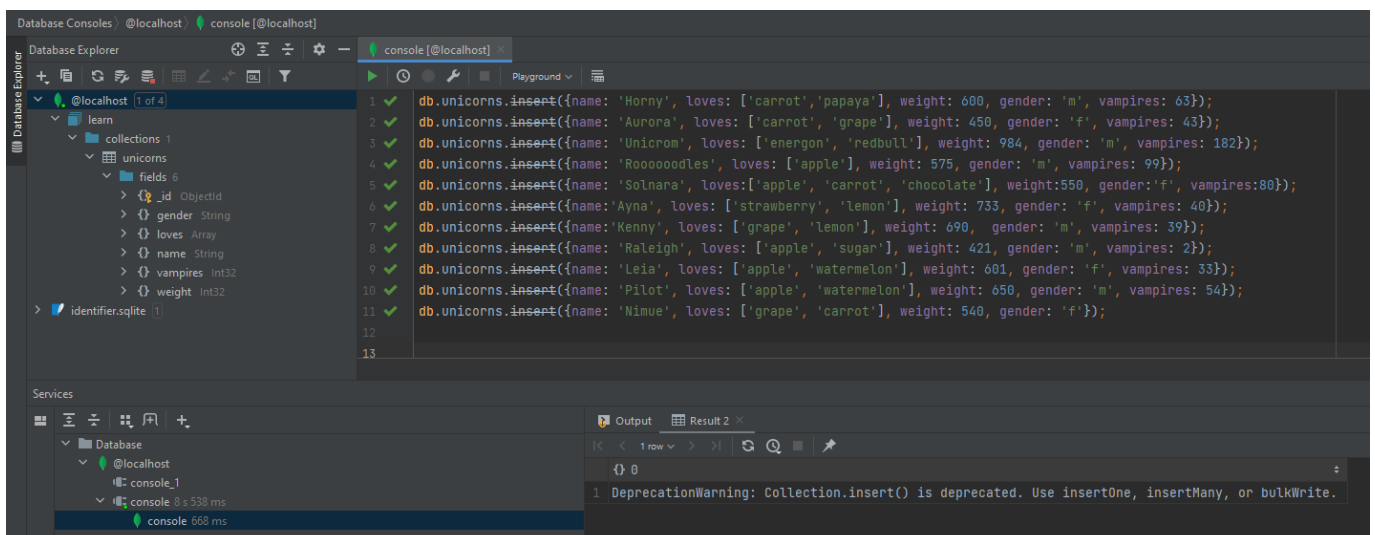 Database Consoles @localhost console [@localhost]
Database Explorer
Database Explorer
@localhost 1 of 4
learn
collections 1
unicorns
fields 6
_id ObjectId
gender String
loves Array
name String
vampires Int32
weight Int32
identifier.sqlite 1
console [@localhost]
Playground
1 db.unicorns.insert({name: 'Horny', loves: ['carrot','papaya'], weight: 600, gender: 'm', vampires: 63});
2 db.unicorns.insert({name: 'Aurora', loves: ['carrot', 'grape'], weight: 450, gender: 'f', vampires: 43});
3 db.unicorns.insert({name: 'Unicrom', loves: ['energon', 'redbull'], weight: 984, gender: 'm', vampires: 182});
4 db.unicorns.insert({name: 'Roooooodles', loves: ['apple'], weight: 575, gender: 'm', vampires: 99});
5 db.unicorns.insert({name: 'Solnara', loves:['apple', 'carrot', 'chocolate'], weight:550, gender:'f', vampires:80});
6 db.unicorns.insert({name:'Ayna', loves: ['strawberry', 'lemon'], weight: 733, gender: 'f', vampires: 40});
7 db.unicorns.insert({name:'Kenny', loves: ['grape', 'lemon'], weight: 690,  gender: 'm', vampires: 39});
8 db.unicorns.insert({name: 'Raleigh', loves: ['apple', 'sugar'], weight: 421, gender: 'm', vampires: 2});
9 db.unicorns.insert({name: 'Leia', loves: ['apple', 'watermelon'], weight: 601, gender: 'f', vampires: 33});
10 db.unicorns.insert({name: 'Pilot', loves: ['apple', 'watermelon'], weight: 650, gender: 'm', vampires: 54});
11 db.unicorns.insert({name: 'Nimue', loves: ['grape', 'carrot'], weight: 540, gender: 'f'});
12
13
Services
Database
@localhost
console_1
console 8 s 538 ms
console 668 ms
Output Result 2
1 row
{} 0
1 DeprecationWarning: Collection.insert() is deprecated. Use insertOne, insertMany, or bulkWrite.